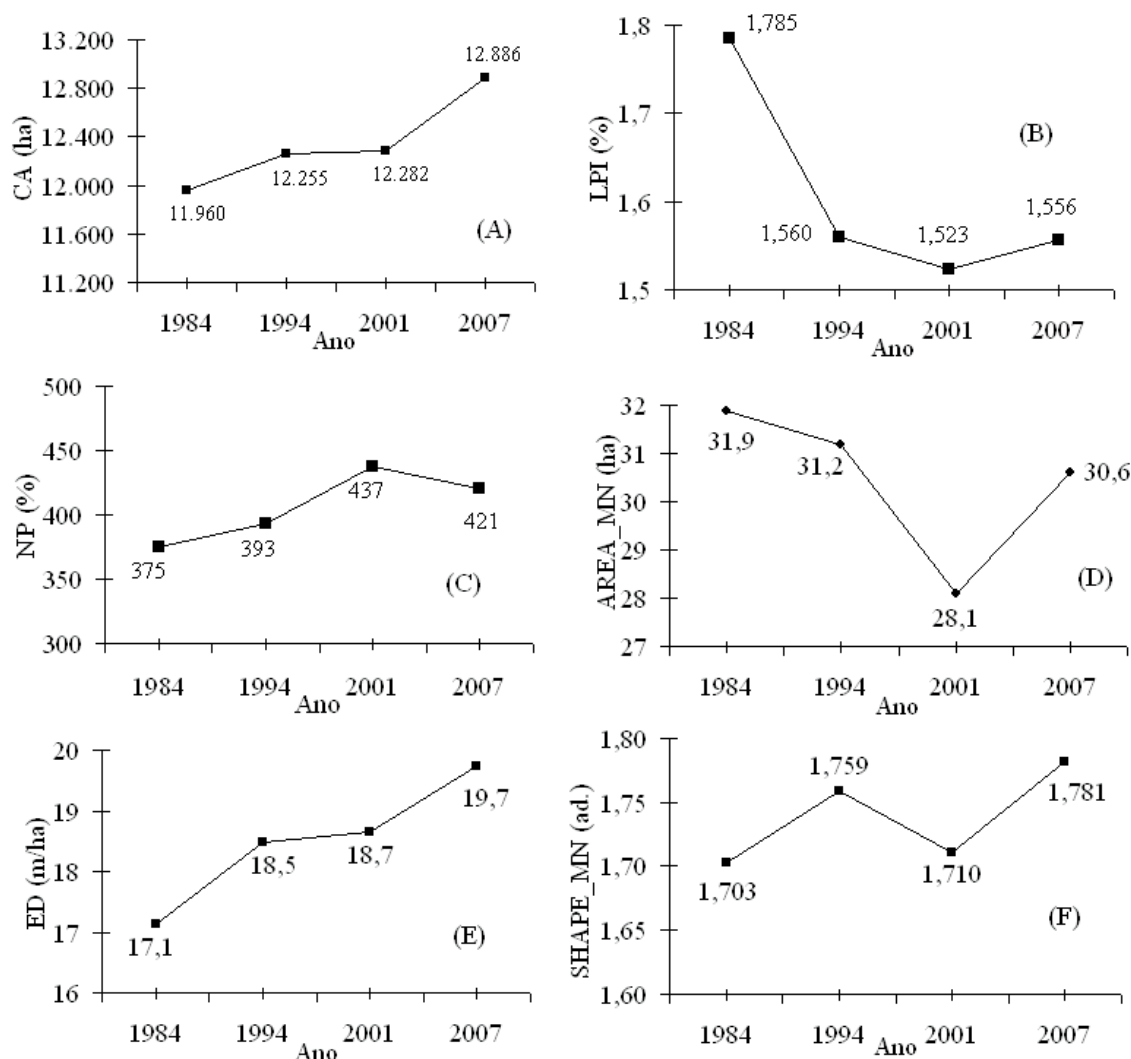 CA (ha)
13.200
12.800
12.400
12.000
11.600
11.200
11.960
12.255
12.282
12.886
(A)
1984 1994 2001 2007
Ano
LPI (%)
1,8
1,7
1,6
1,5
1,785
1,560
1,523
1,556
(B)
1984 1994 2001 2007
Ano
NP (%)
500
450
400
350
300
375
393
437
421
(C)
1984 1994 2001 2007
Ano
AREA_MN (ha)
32
31
30
29
28
27
31,9
31,2
28,1
30,6
(D)
1984 1994 2001 2007
Ano
ED (m/ha)
20
19
18
17
16
17,1
18,5
18,7
19,7
(E)
1984 1994 2001 2007
Ano
SHAPE_MN (ad.)
1,80
1,75
1,70
1,65
1,60
1,703
1,759
1,710
1,781
(F)
1984 1994 2001 2007
Ano